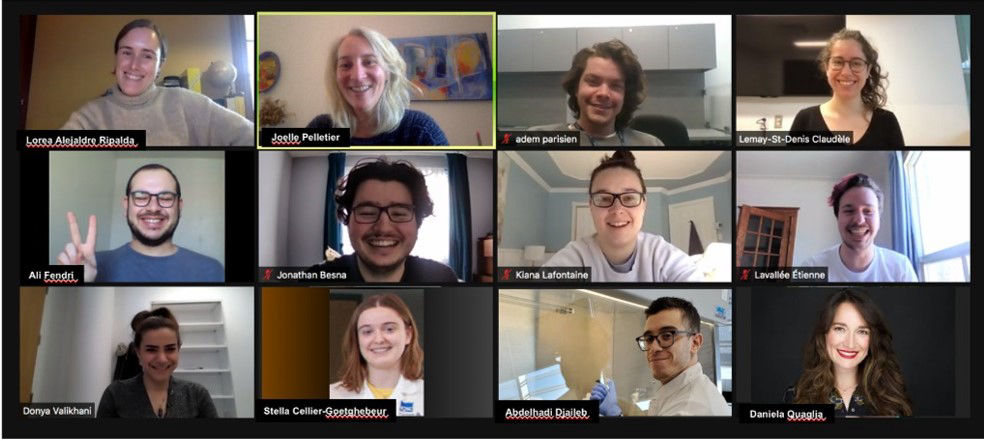 Lorea Alejaldre Ripalda
Joelle Pelletier
adem parisien
Lemay-St-Denis Claudèle
Ali Fendri
Jonathan Besna
Kiana Lafontaine
Lavallée Étienne
Donya Valikhani
Stella Cellier-Goetghebeur
Abdelhadi Djaileb
Daniela Quaglia